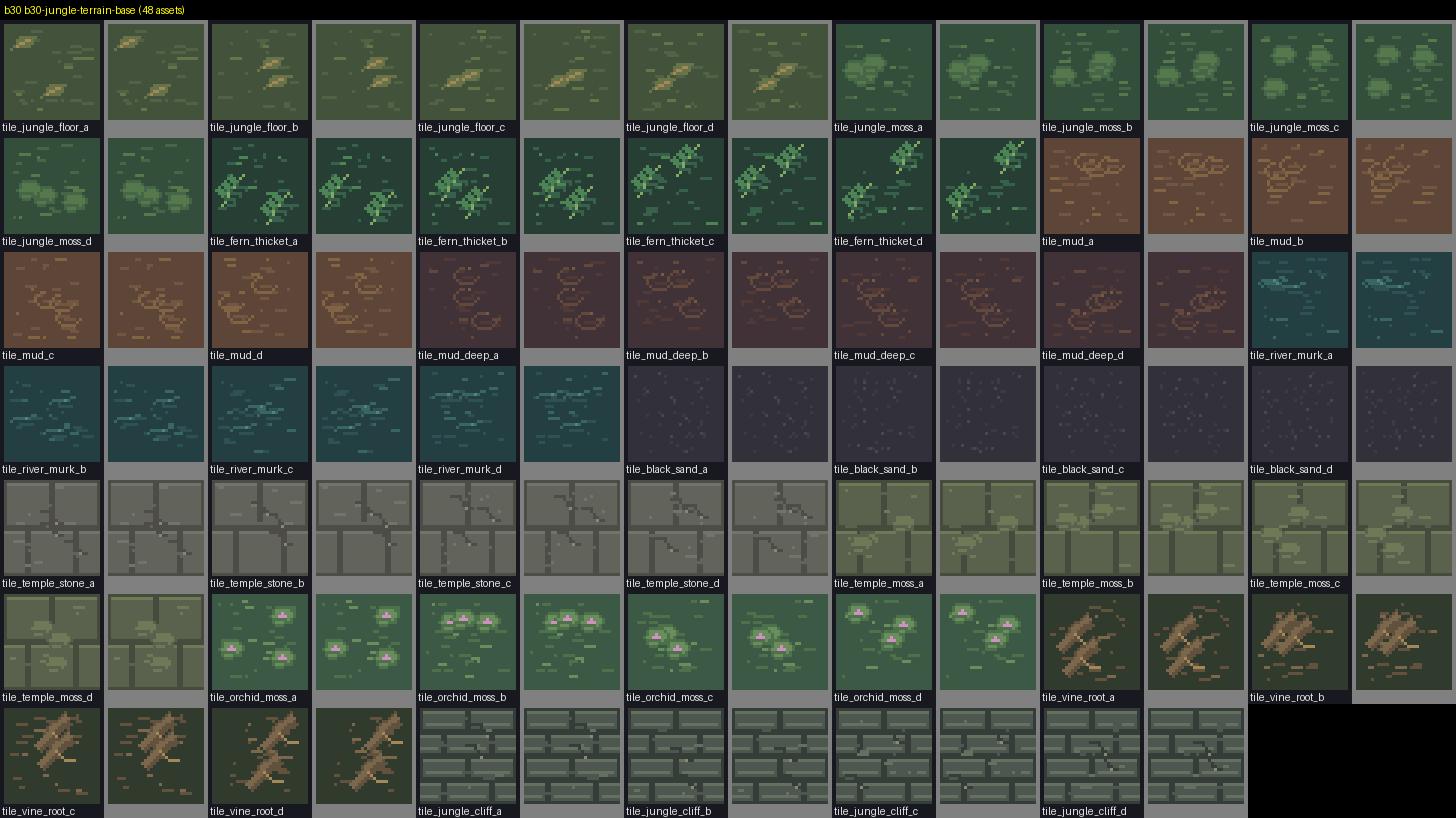 b30 b30-jungle-terrain-base (48 assets)
tile_jungle_floor_a tile_jungle_floor_b tile_jungle_floor_c tile_jungle_floor_d tile_jungle_moss_a tile_jungle_moss_b tile_jungle_moss_c
tile_jungle_moss_d tile_fern_thicket_a tile_fern_thicket_b tile_fern_thicket_c tile_fern_thicket_d tile_mud_a tile_mud_b
tile_mud_c tile_mud_d tile_mud_deep_a tile_mud_deep_b tile_mud_deep_c tile_mud_deep_d tile_river_murk_a
tile_river_murk_b tile_river_murk_c tile_river_murk_d tile_black_sand_a tile_black_sand_b tile_black_sand_c tile_black_sand_d
tile_temple_stone_a tile_temple_stone_b tile_temple_stone_c tile_temple_stone_d tile_temple_moss_a tile_temple_moss_b tile_temple_moss_c
tile_temple_moss_d tile_orchid_moss_a tile_orchid_moss_b tile_orchid_moss_c tile_orchid_moss_d tile_vine_root_a tile_vine_root_b
tile_vine_root_c tile_vine_root_d tile_jungle_cliff_a tile_jungle_cliff_b tile_jungle_cliff_c tile_jungle_cliff_d